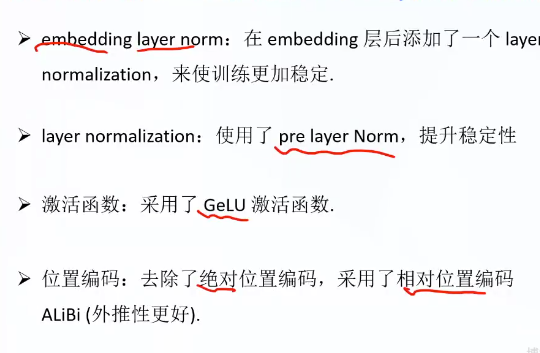 ➢ embedding layer norm：在 embedding 层后添加了一个 layer
normalization，来使训练更加稳定.
➢ layer normalization：使用了 pre layer Norm，提升稳定性
➢ 激活函数：采用了 GeLU 激活函数.
➢ 位置编码：去除了绝对位置编码，采用了相对位置编码
ALiBi (外推性更好).